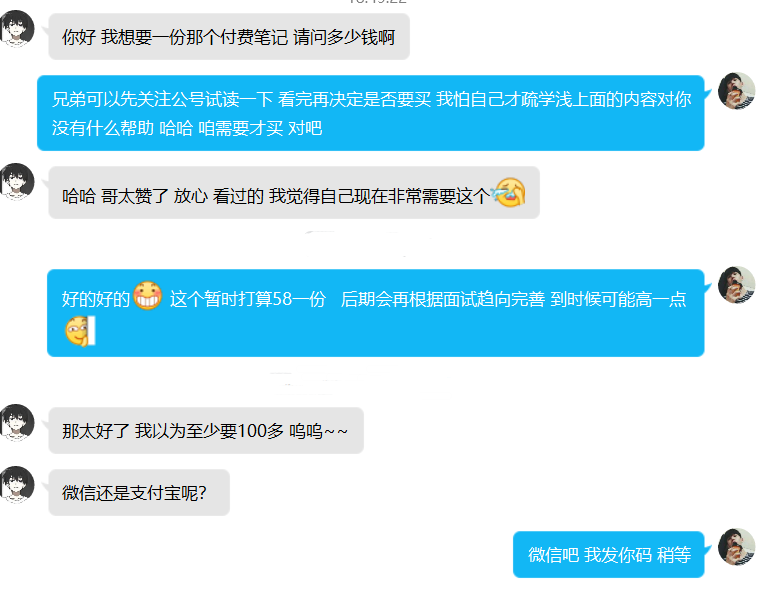 你好 我想要一份那个付费笔记 请问多少钱啊
兄弟可以先关注公号试读一下 看完再决定是否要买 我怕自己才疏学浅上面的内容对你
没有什么帮助 哈哈 咱需要才买 对吧
哈哈 哥太赞了 放心 看过的 我觉得自己现在非常需要这个
好的好的 这个暂时打算58一份 后期会再根据面试趋向完善 到时候可能高一点
那太好了 我以为至少要100多 呜呜~~
微信还是支付宝呢?
微信吧 我发你码 稍等